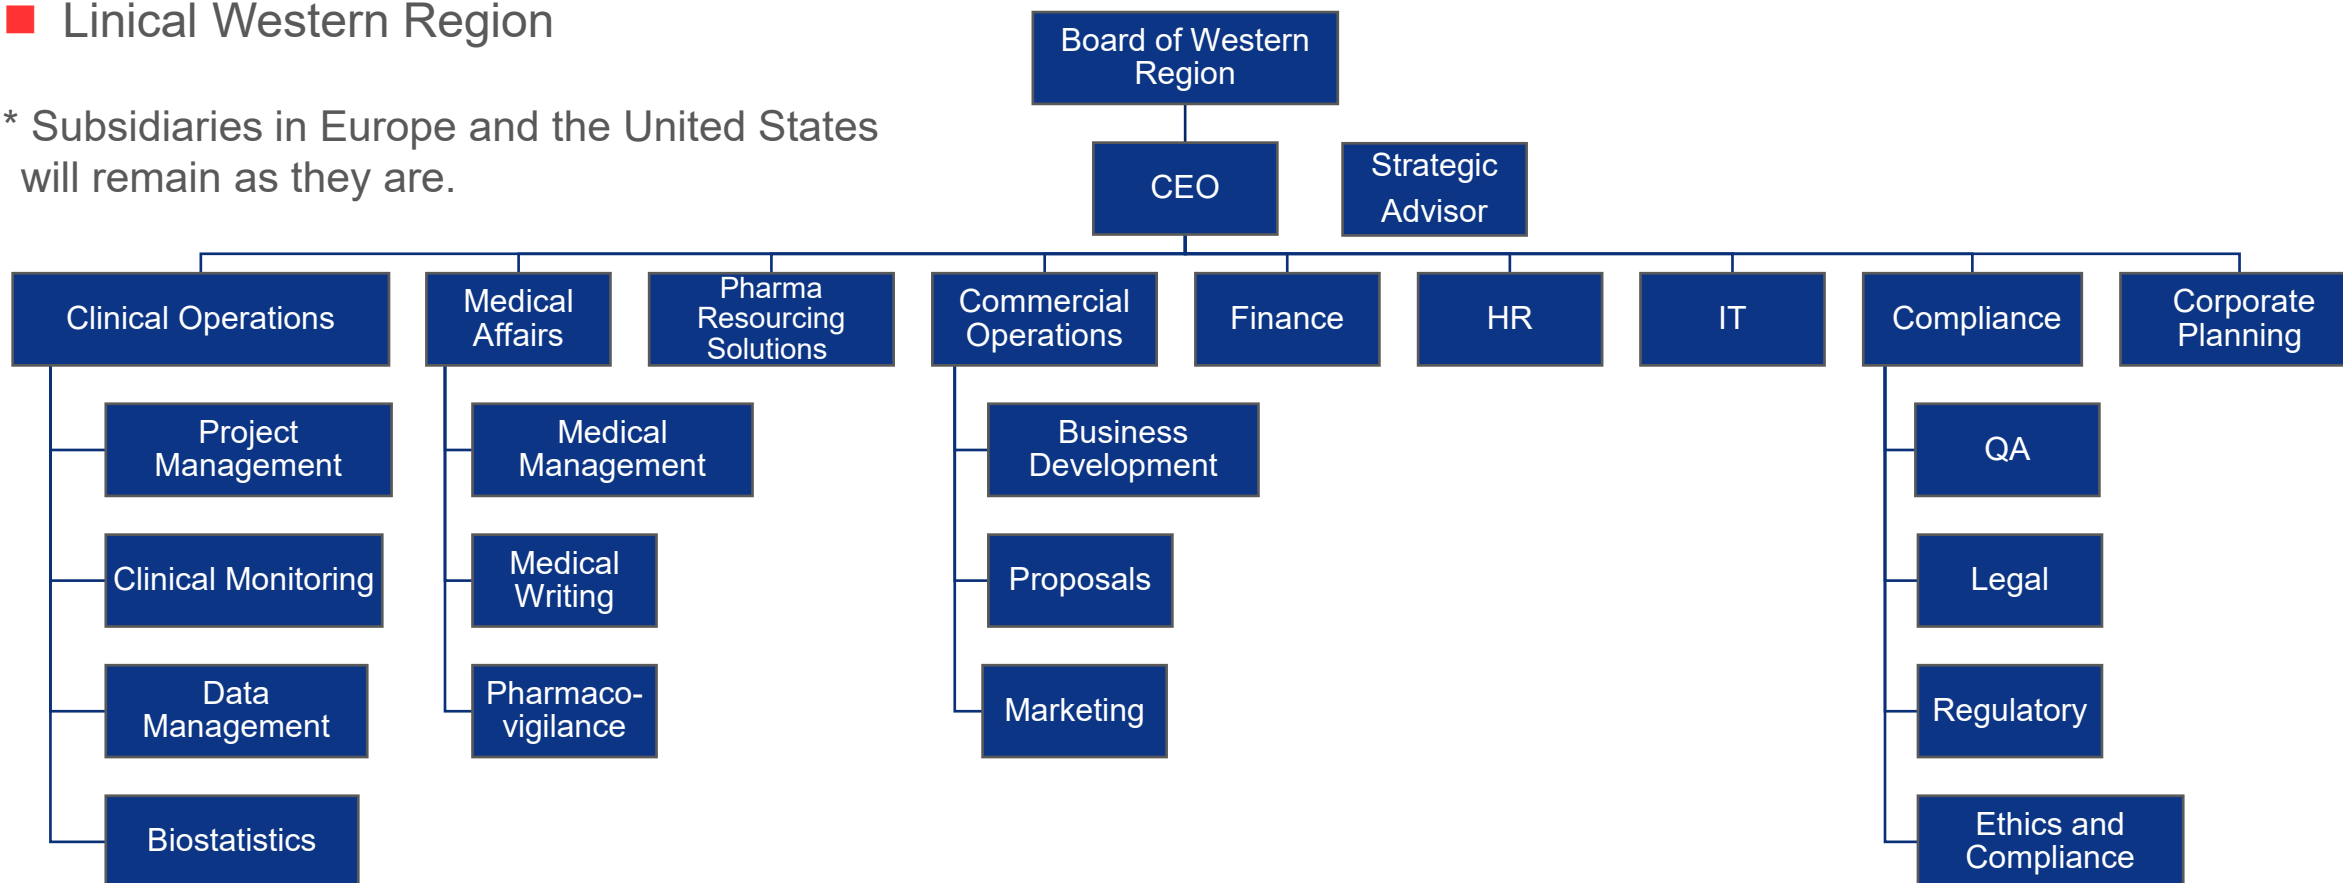 Linical Western Region
* Subsidiaries in Europe and the United States
will remain as they are.
Board of Western
Region
CEO
Strategic
Advisor
Clinical Operations
Medical
Affairs
Pharma
Resourcing
Solutions
Commercial
Operations
Finance
HR
IT
Compliance
Corporate
Planning
Project
Management
Clinical Monitoring
Data
Management
Biostatistics
Medical
Management
Medical
Writing
Pharmaco-
vigilance
Business
Development
Proposals
Marketing
QA
Legal
Regulatory
Ethics and
Compliance